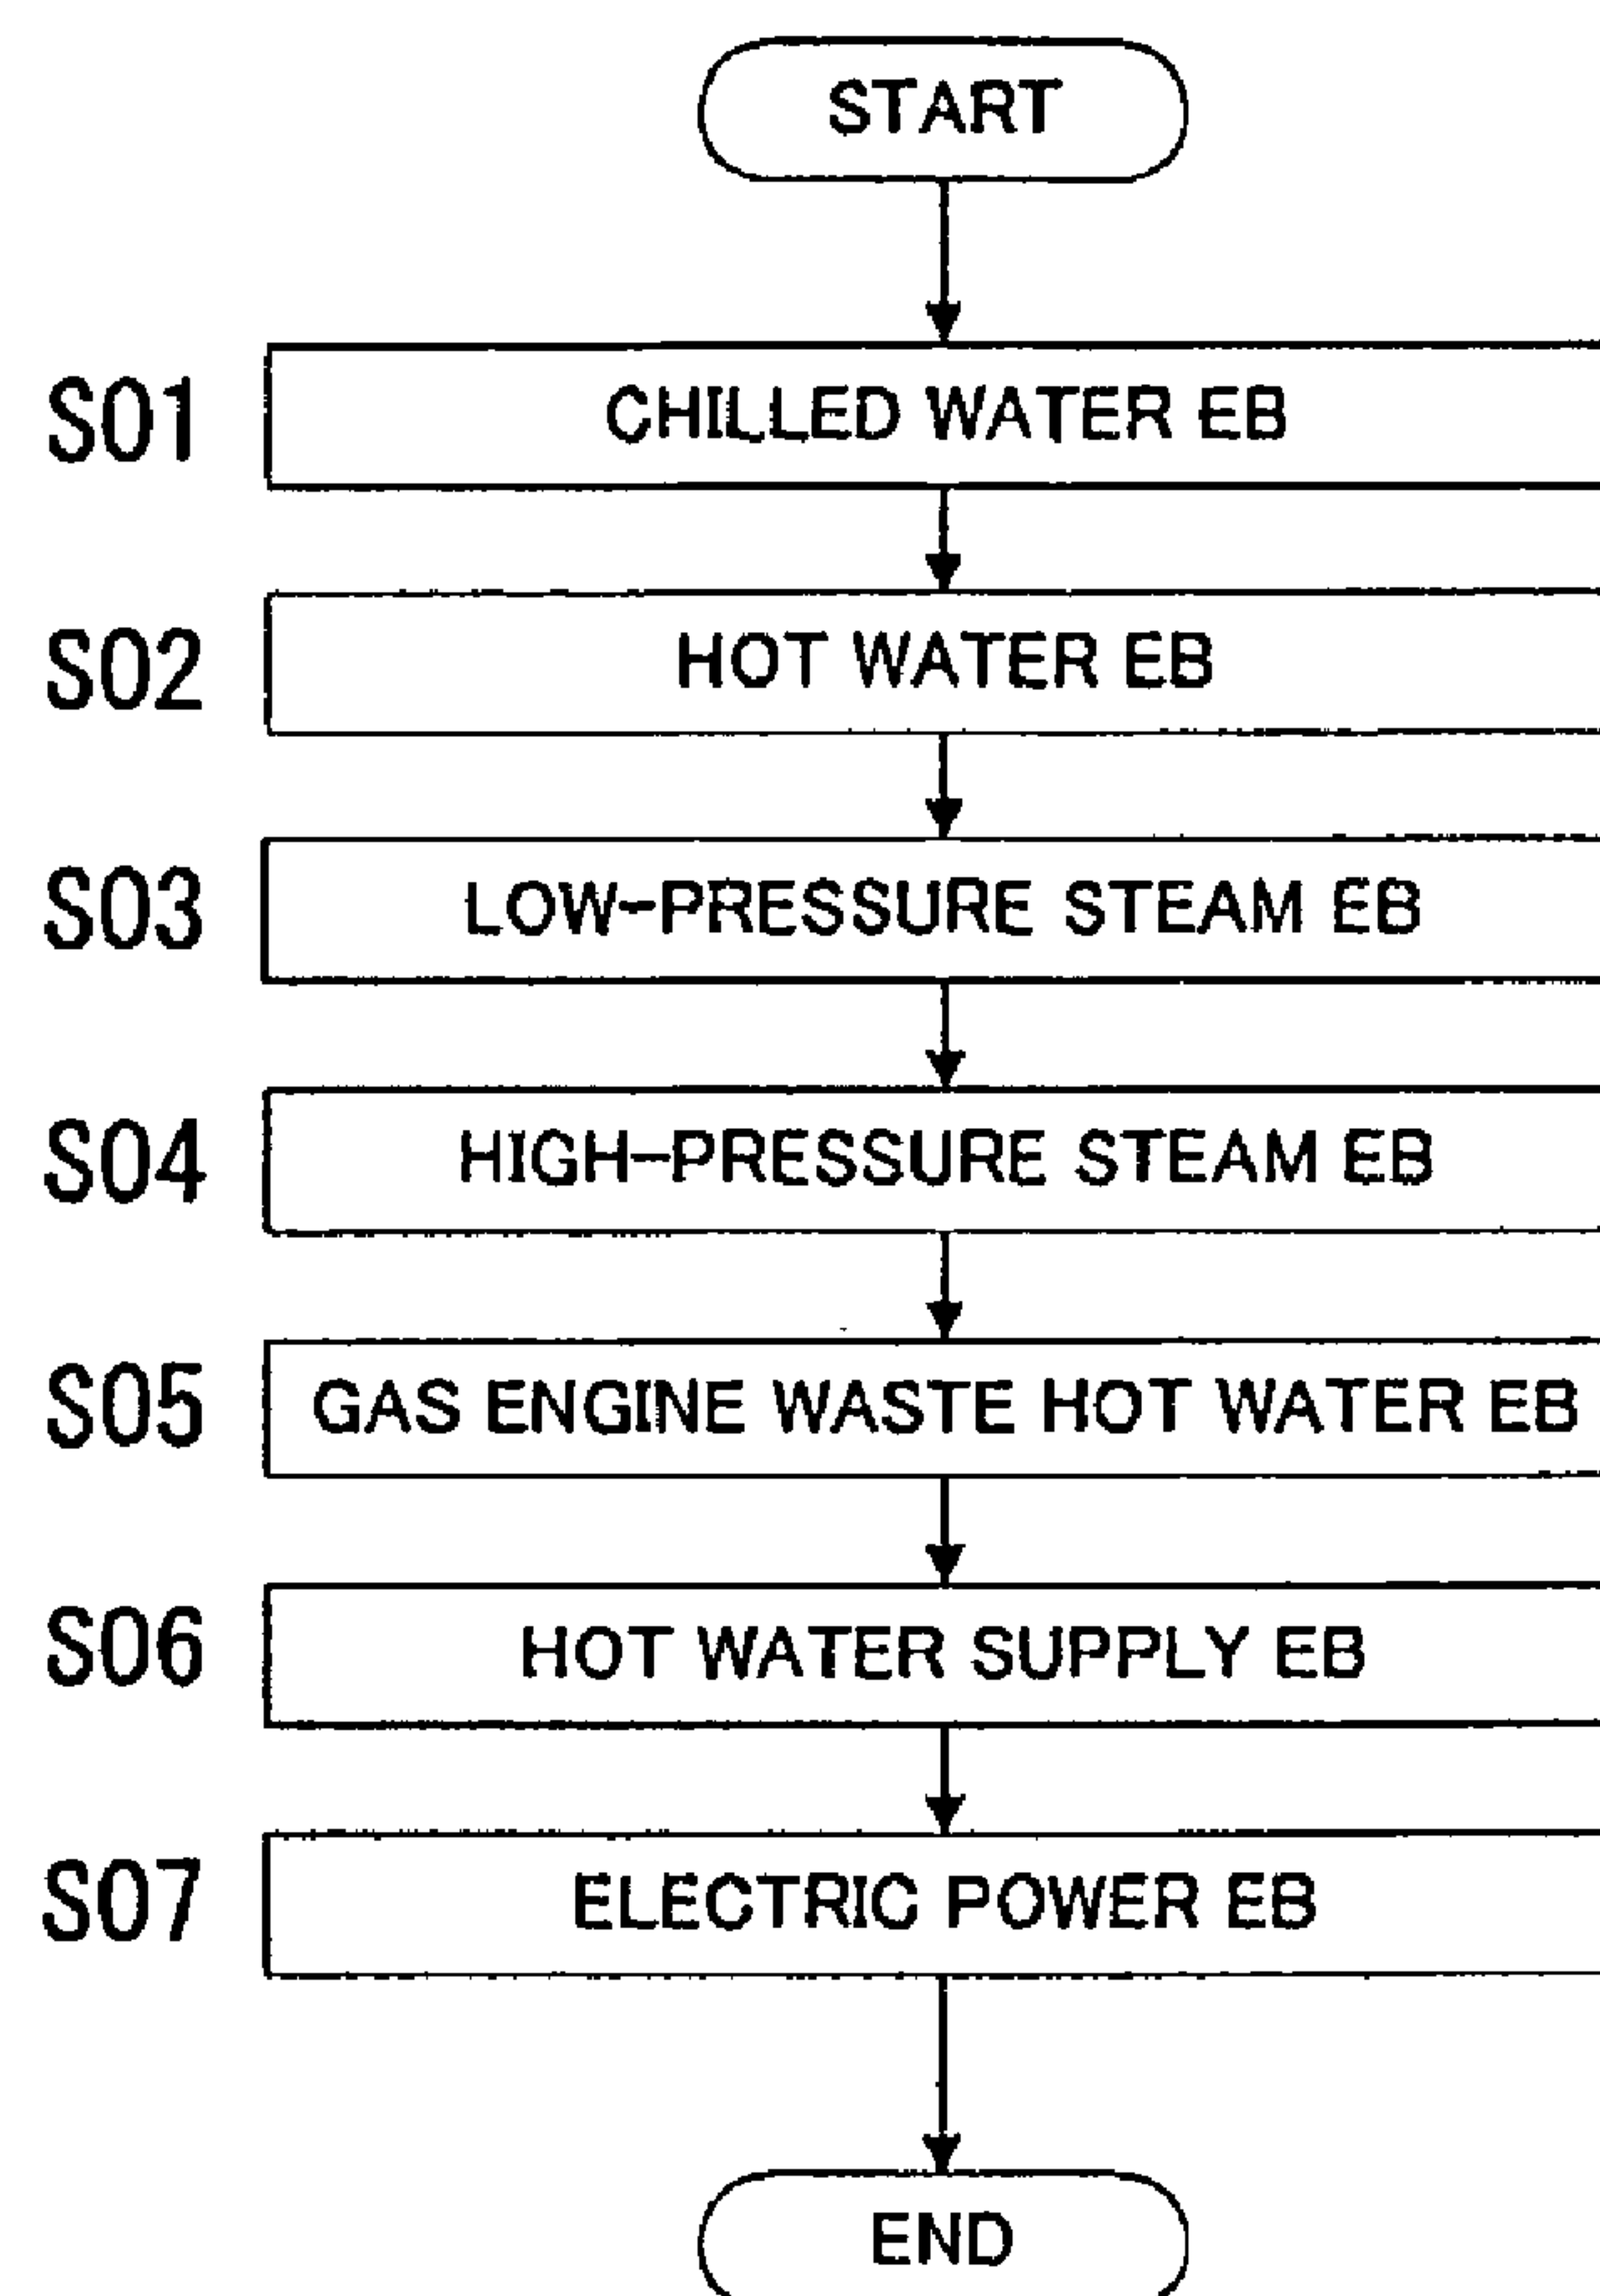 START
S01 CHILLED WATER EB
S02 HOT WATER EB
S03 LOW-PRESSURE STEAM EB
S04 HIGH-PRESSURE STEAM EB
S05 GAS ENGINE WASTE HOT WATER EB
S06 HOT WATER SUPPLY EB
S07 ELECTRIC POWER EB
END